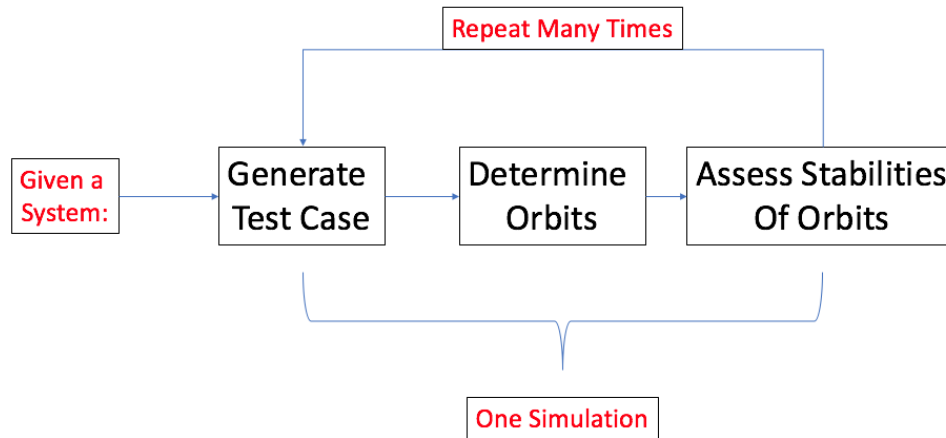 Repeat Many Times
Given a
System:
Generate
Test Case
Determine
Orbits
Assess Stabilities
Of Orbits
One Simulation